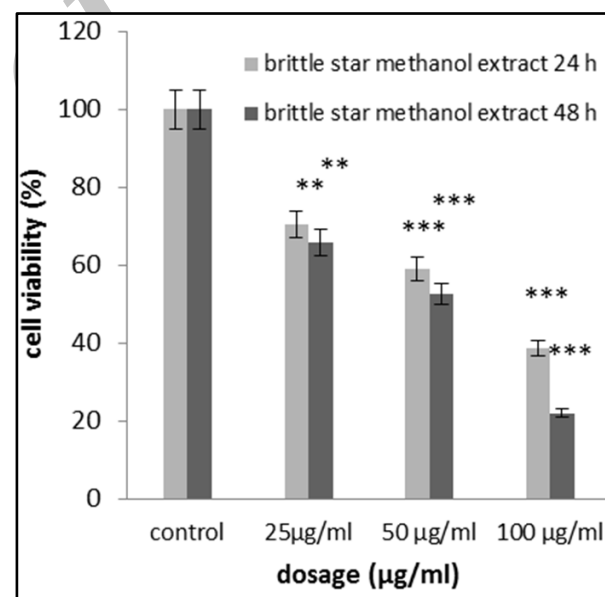 120
100
80
60
40
20
0
cell viability (%)
brittle star methanol extract 24 h
brittle star methanol extract 48 h
**
**
***
***
***
***
control 25µg/ml 50 µg/ml 100 µg/ml
dosage (µg/ml)